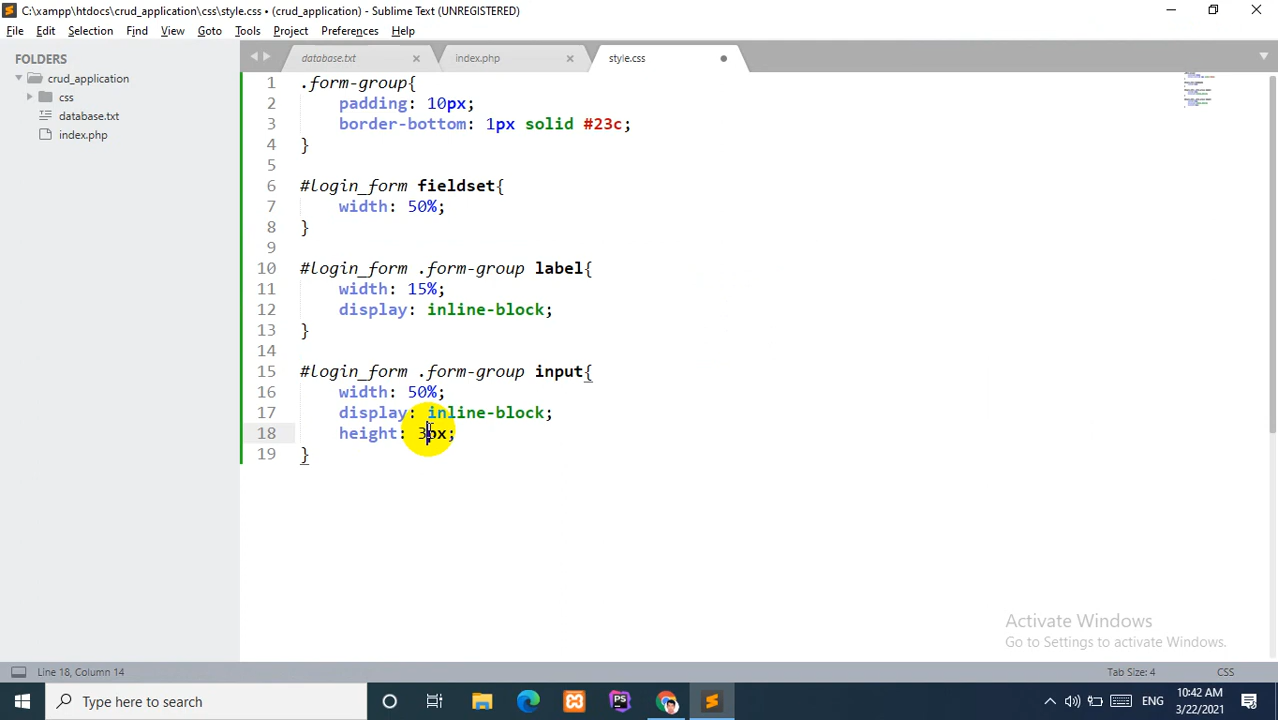 C:\xampp\htdocs\crud_application\css\style.css • (crud_application) - Sublime Text (UNREGISTERED)
File Edit Selection Find View Goto Tools Project Preferences Help
FOLDERS
crud_application
css
database.txt
index.php
database.txt index.php style.css
1 .form-group{
2 padding: 10px;
3 border-bottom: 1px solid #23c;
4 }
5
6 #login_form fieldset{
7 width: 50%;
8 }
9
10 #login_form .form-group label{
11 width: 15%;
12 display: inline-block;
13 }
14
15 #login_form .form-group input{
16 width: 50%;
17 display: inline-block;
18 height: 3px;
19 }
Activate Windows
Go to Settings to activate Windows.
Line 18, Column 14 Tab Size: 4 CSS
Type here to search
PS
ENG
10:42 AM
3/22/2021